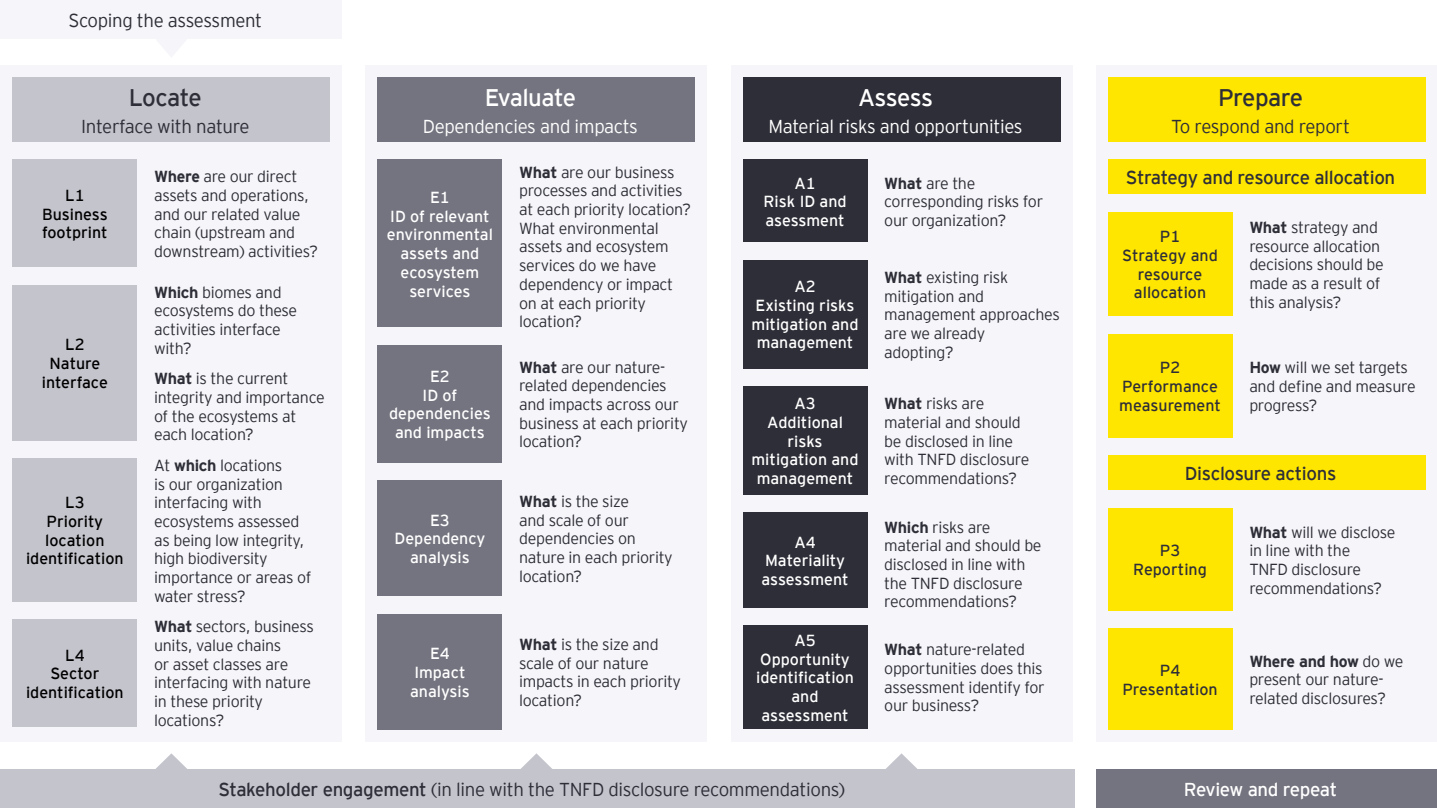 Scoping the assessment
Locate
Interface with nature
L1
Business
footprint
Where are our direct
assets and operations,
and our related value
chain (upstream and
downstream) activities?
L2
Nature
interface
Which biomes and
ecosystems do these
activities interface
with?
What is the current
integrity and importance
of the ecosystems at
each location?
L3
Priority
location
identification
At which locations
is our organization
interfacing with
ecosystems assessed
as being low integrity,
high biodiversity
importance or areas of
water stress?
L4
Sector
identification
What sectors, business
units, value chains
or asset classes are
interfacing with nature
in these priority
locations?
Evaluate
Dependencies and impacts
E1
ID of relevant
environmental
assets and
ecosystem
services
What are our business
processes and activities
at each priority location?
What environmental
assets and ecosystem
services do we have
dependency or impact
on at each priority
location?
E2
ID of
dependencies
and impacts
What are our nature-
related dependencies
and impacts across our
business at each priority
location?
E3
Dependency
analysis
What is the size
and scale of our
dependencies on
nature in each priority
location?
E4
Impact
analysis
What is the size and
scale of our nature
impacts in each priority
location?
Assess
Material risks and opportunities
A1
Risk ID and
asessment
What are the
corresponding risks for
our organization?
A2
Existing risks
mitigation and
management
What existing risk
mitigation and
management approaches
are we already
adopting?
A3
Additional
risks
mitigation and
management
What risks are
material and should
be disclosed in line
with TNFD disclosure
recommendations?
A4
Materiality
assessment
Which risks are
material and should be
disclosed in line with
the TNFD disclosure
recommendations?
A5
Opportunity
identification
and
assessment
What nature-related
opportunities does this
assessment identify for
our business?
Prepare
To respond and report
Strategy and resource allocation
P1
Strategy and
resource
allocation
What strategy and
resource allocation
decisions should be
made as a result of
this analysis?
P2
Performance
measurement
How will we set targets
and define and measure
progress?
Disclosure actions
P3
Reporting
What will we disclose
in line with the
TNFD disclosure
recommendations?
P4
Presentation
Where and how do we
present our nature-
related disclosures?
Stakeholder engagement (in line with the TNFD disclosure recommendations)
Review and repeat